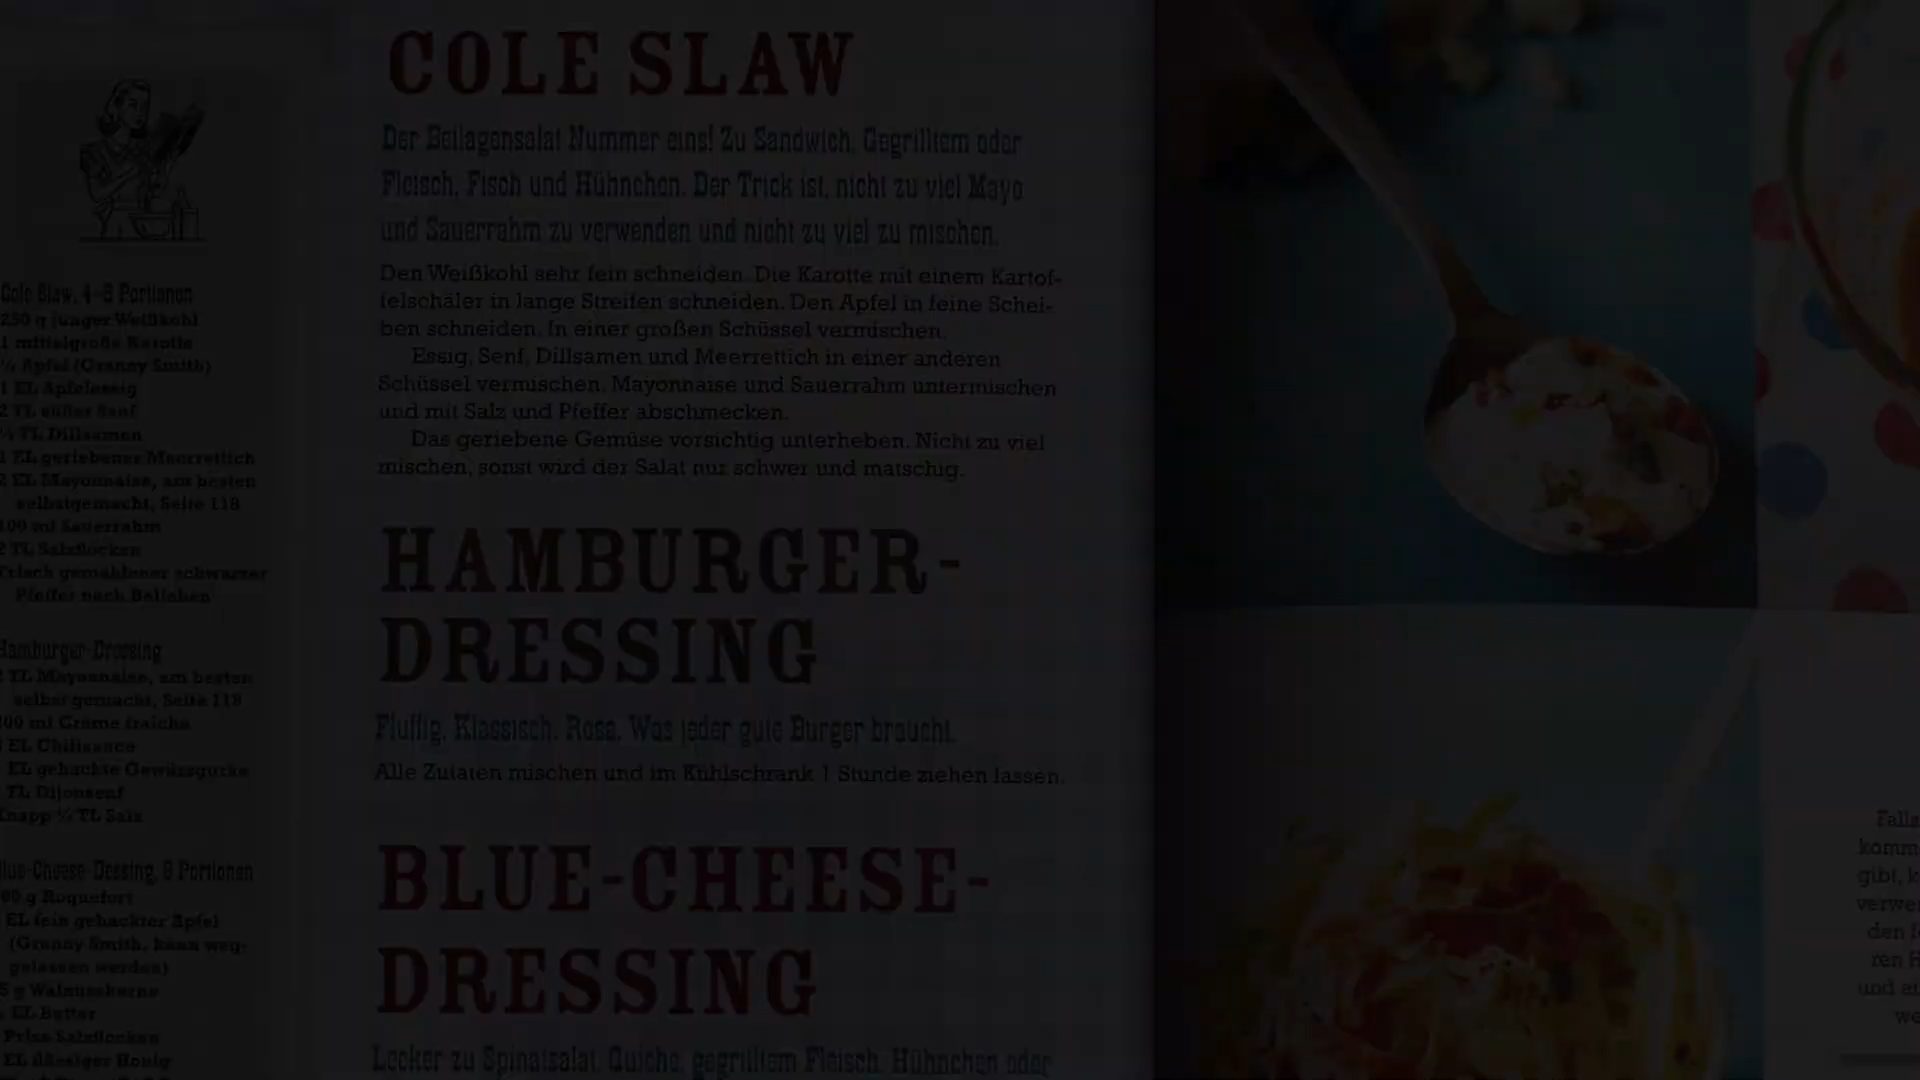 COLE SLAW
Der Beilagensalat Nummer eins! Zu Sandwich, Gegrilltem oder
Fleisch, Fisch und Hühnchen. Der Trick ist, nicht zu viel Mayo
und Sauerrahm zu verwenden und nicht zu viel zu mischen.
Den Weißkohl sehr fein schneiden. Die Karotte mit einem Kartof-
felschäler in lange Streifen schneiden. Den Apfel in feine Schei-
ben schneiden. In einer großen Schüssel vermischen.
Essig, Senf, Dillsamen und Meerrettich in einer anderen
Schüssel vermischen. Mayonnaise und Sauerrahm untermischen
und mit Salz und Pfeffer abschmecken.
Das geriebene Gemüse vorsichtig unterheben. Nicht zu viel
mischen, sonst wird der Salat nur schwer und matschig.
HAMBURGER-
DRESSING
Fluffig. Klassisch. Rosa. Was jeder gute Burger braucht.
Alle Zutaten mischen und im Kühlschrank 1 Stunde ziehen lassen.
BLUE-CHEESE-
DRESSING
Locker zu Spinatsalat, Quiche, gegrilltem Fleisch, Hühnchen oder
Cole Slaw, 4–8 Portionen
250 g junger Weißkohl
1 mittelgroße Karotte
Apfel (Granny Smith)
1 EL Apfelessig
2 TL süßer Senf
TL Dillsamen
1 EL geriebener Meerrettich
2 EL Mayonnaise, am besten
selbstgemacht, Seite 118
100 ml Sauerrahm
2 TL Salzflocken
frisch gemahlener schwarzer
Pfeffer nach Belieben
Hamburger-Dressing
TL Mayonnaise, am besten
selbst gemacht, Seite 118
ml Crème fraîche
EL Chilisauce
EL gehackte Gewürzgurke
TL Dijonsenf
Knapp ½ TL Salz
Blue-Cheese-Dessing, 8 Portionen
g Roquefort
EL fein gehackter Apfel
(Granny Smith, kann weg-
gelassen werden)
g Walnusskerne
EL Butter
Prise Salzflocken
EL flüssiger Honig
Falls
komm
gibt, k
verwe
den
ren
und
we